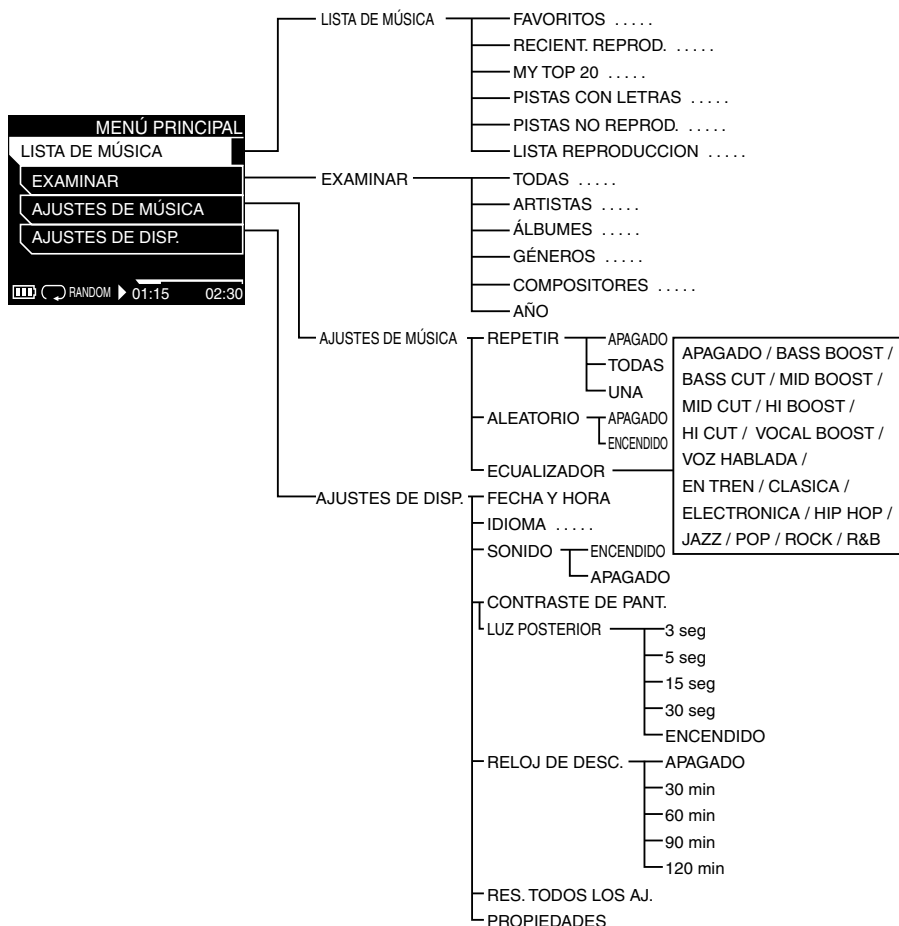 MENÚ PRINCIPAL
LISTA DE MÚSICA
EXAMINAR
AJUSTES DE MÚSICA
AJUSTES DE DISP.
RANDOM 01:15 02:30
LISTA DE MÚSICA
FAVORITOS . . . . .
RECIENT. REPROD. . . . . .
MY TOP 20 . . . . .
PISTAS CON LETRAS . . . . .
PISTAS NO REPROD. . . . . .
LISTA REPRODUCCION . . . . .
EXAMINAR
TODAS . . . . .
ARTISTAS . . . . .
ÁLBUMES . . . . .
GÉNEROS . . . . .
COMPOSITORES . . . . .
AÑO
AJUSTES DE MÚSICA
REPETIR
APAGADO
TODAS
UNA
ALEATORIO
APAGADO
ENCENDIDO
ECUALIZADOR
APAGADO / BASS BOOST /
BASS CUT / MID BOOST /
MID CUT / HI BOOST /
HI CUT / VOCAL BOOST /
VOZ HABLADA /
EN TREN / CLASICA /
ELECTRONICA / HIP HOP /
JAZZ / POP / ROCK / R&B
AJUSTES DE DISP.
FECHA Y HORA
IDIOMA . . . . .
SONIDO
ENCENDIDO
APAGADO
CONTRASTE DE PANT.
LUZ POSTERIOR
3 seg
5 seg
15 seg
30 seg
ENCENDIDO
RELOJ DE DESC.
APAGADO
30 min
60 min
90 min
120 min
RES. TODOS LOS AJ.
PROPIEDADES